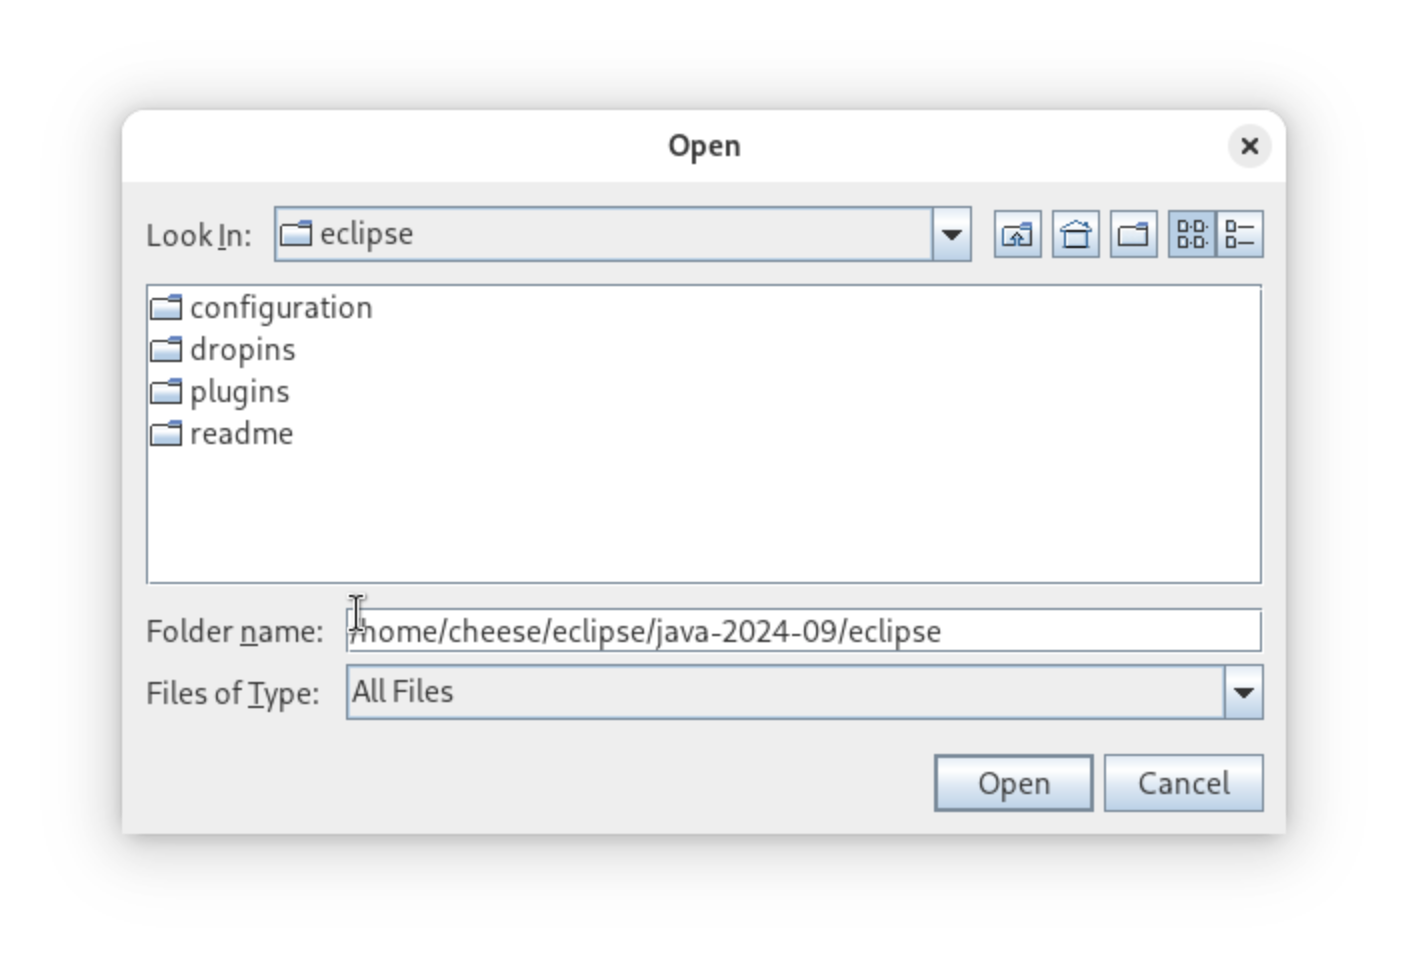 Open
Look In: eclipse
configuration
dropins
plugins
readme
Folder name: /home/cheese/eclipse/java-2024-09/eclipse
Files of Type: All Files
Open Cancel